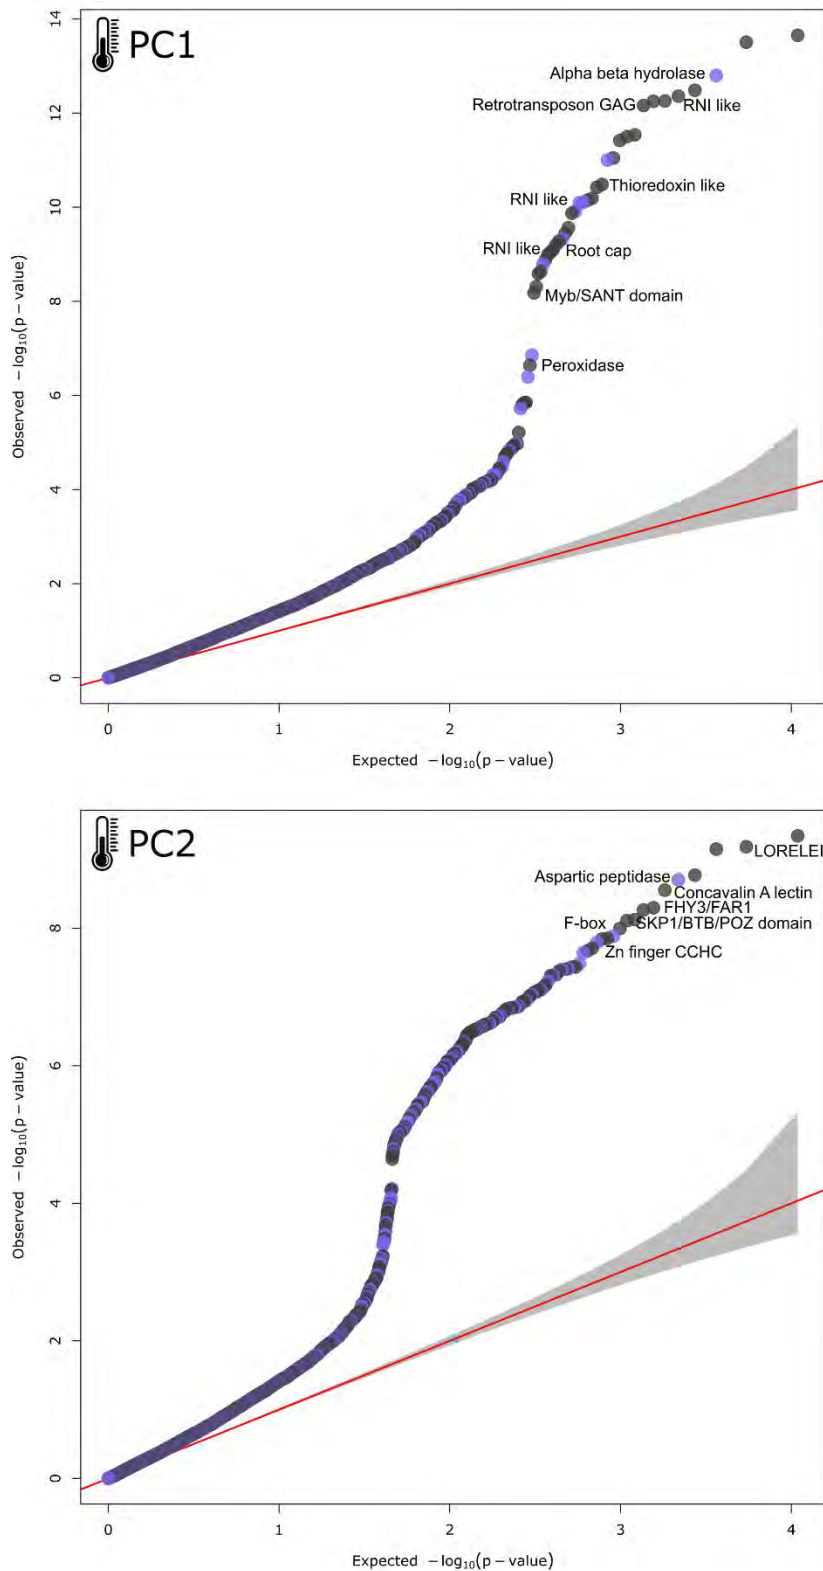 PC1
14
12
10
8
6
4
2
0
Observed −log10(p − value)
Alpha beta hydrolase
Retrotransposon GAG
RNI like
Thioredoxin like
RNI like
RNI like
Root cap
Myb/SANT domain
Peroxidase
0 1 2 3 4
Expected −log10(p − value)
PC2
8
6
4
2
0
Observed −log10(p − value)
LORELEI
Aspartic peptidase
Concavalin A lectin
FHY3/FAR1
F-box
SKP1/BTB/POZ domain
Zn finger CCHC
0 1 2 3 4
Expected −log10(p − value)